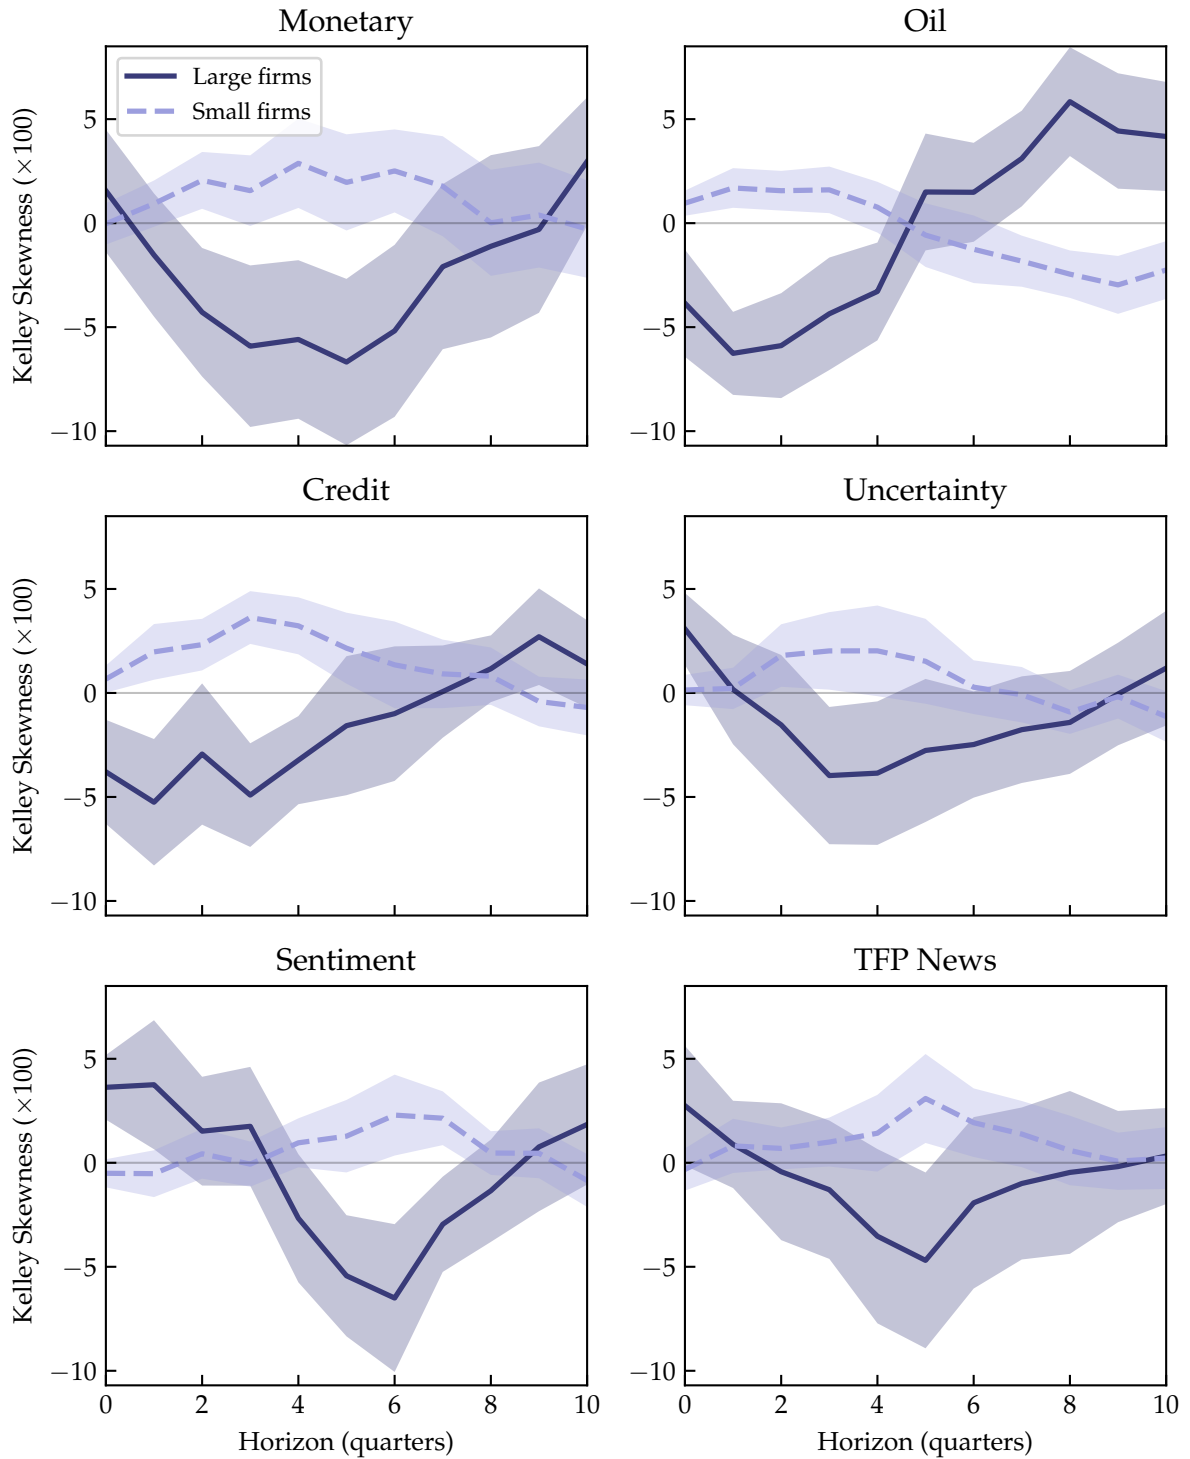 Monetary
Oil
Large firms
Small firms
Kelley Skewness (×100)
5
0
−5
−10
5
0
−5
−10
Credit
Uncertainty
Kelley Skewness (×100)
5
0
−5
−10
5
0
−5
−10
Sentiment
TFP News
Kelley Skewness (×100)
5
0
−5
−10
0 2 4 6 8 10
Horizon (quarters)
5
0
−5
−10
0 2 4 6 8 10
Horizon (quarters)